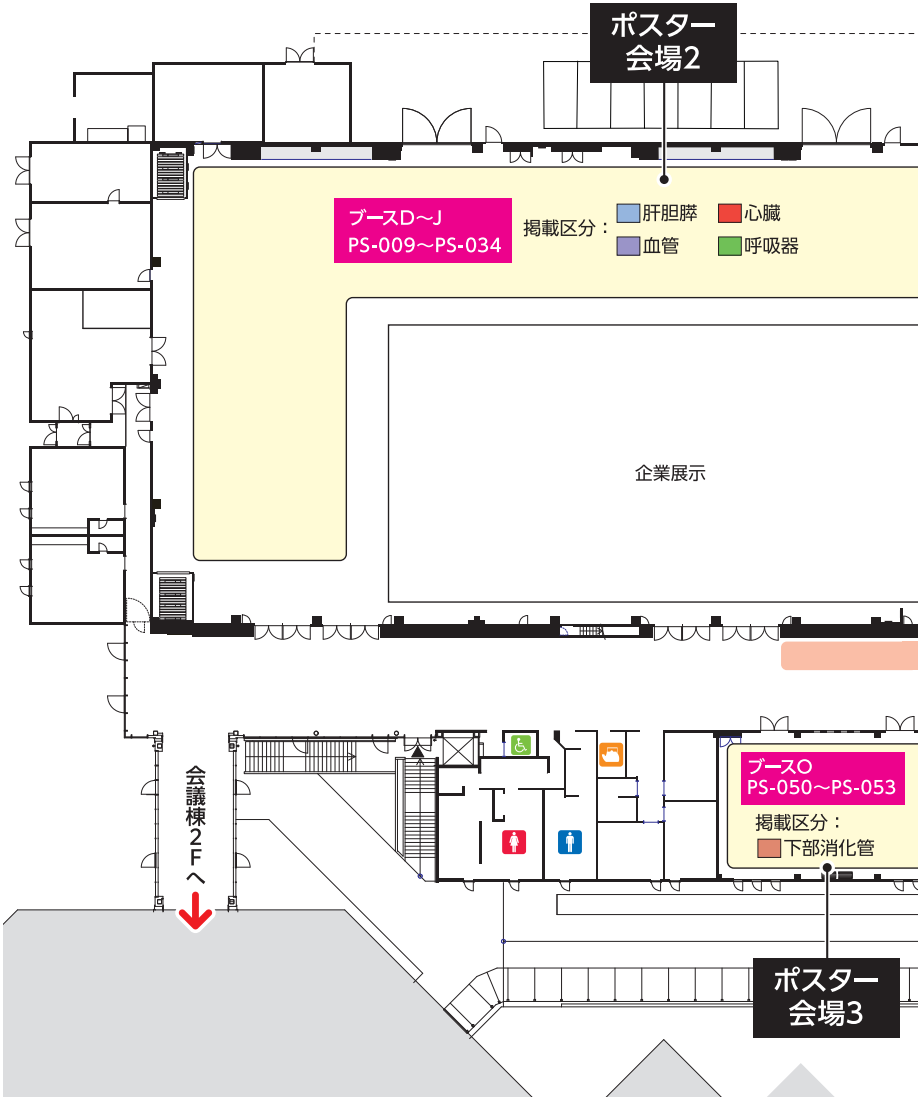 ポスター
会場2
ブースD～J
PS-009～PS-034
掲載区分：
肝胆膵
心臓
血管
呼吸器
企業展示
会議棟2Fへ
ブースO
PS-050～PS-053
掲載区分：
下部消化管
ポスター
会場3